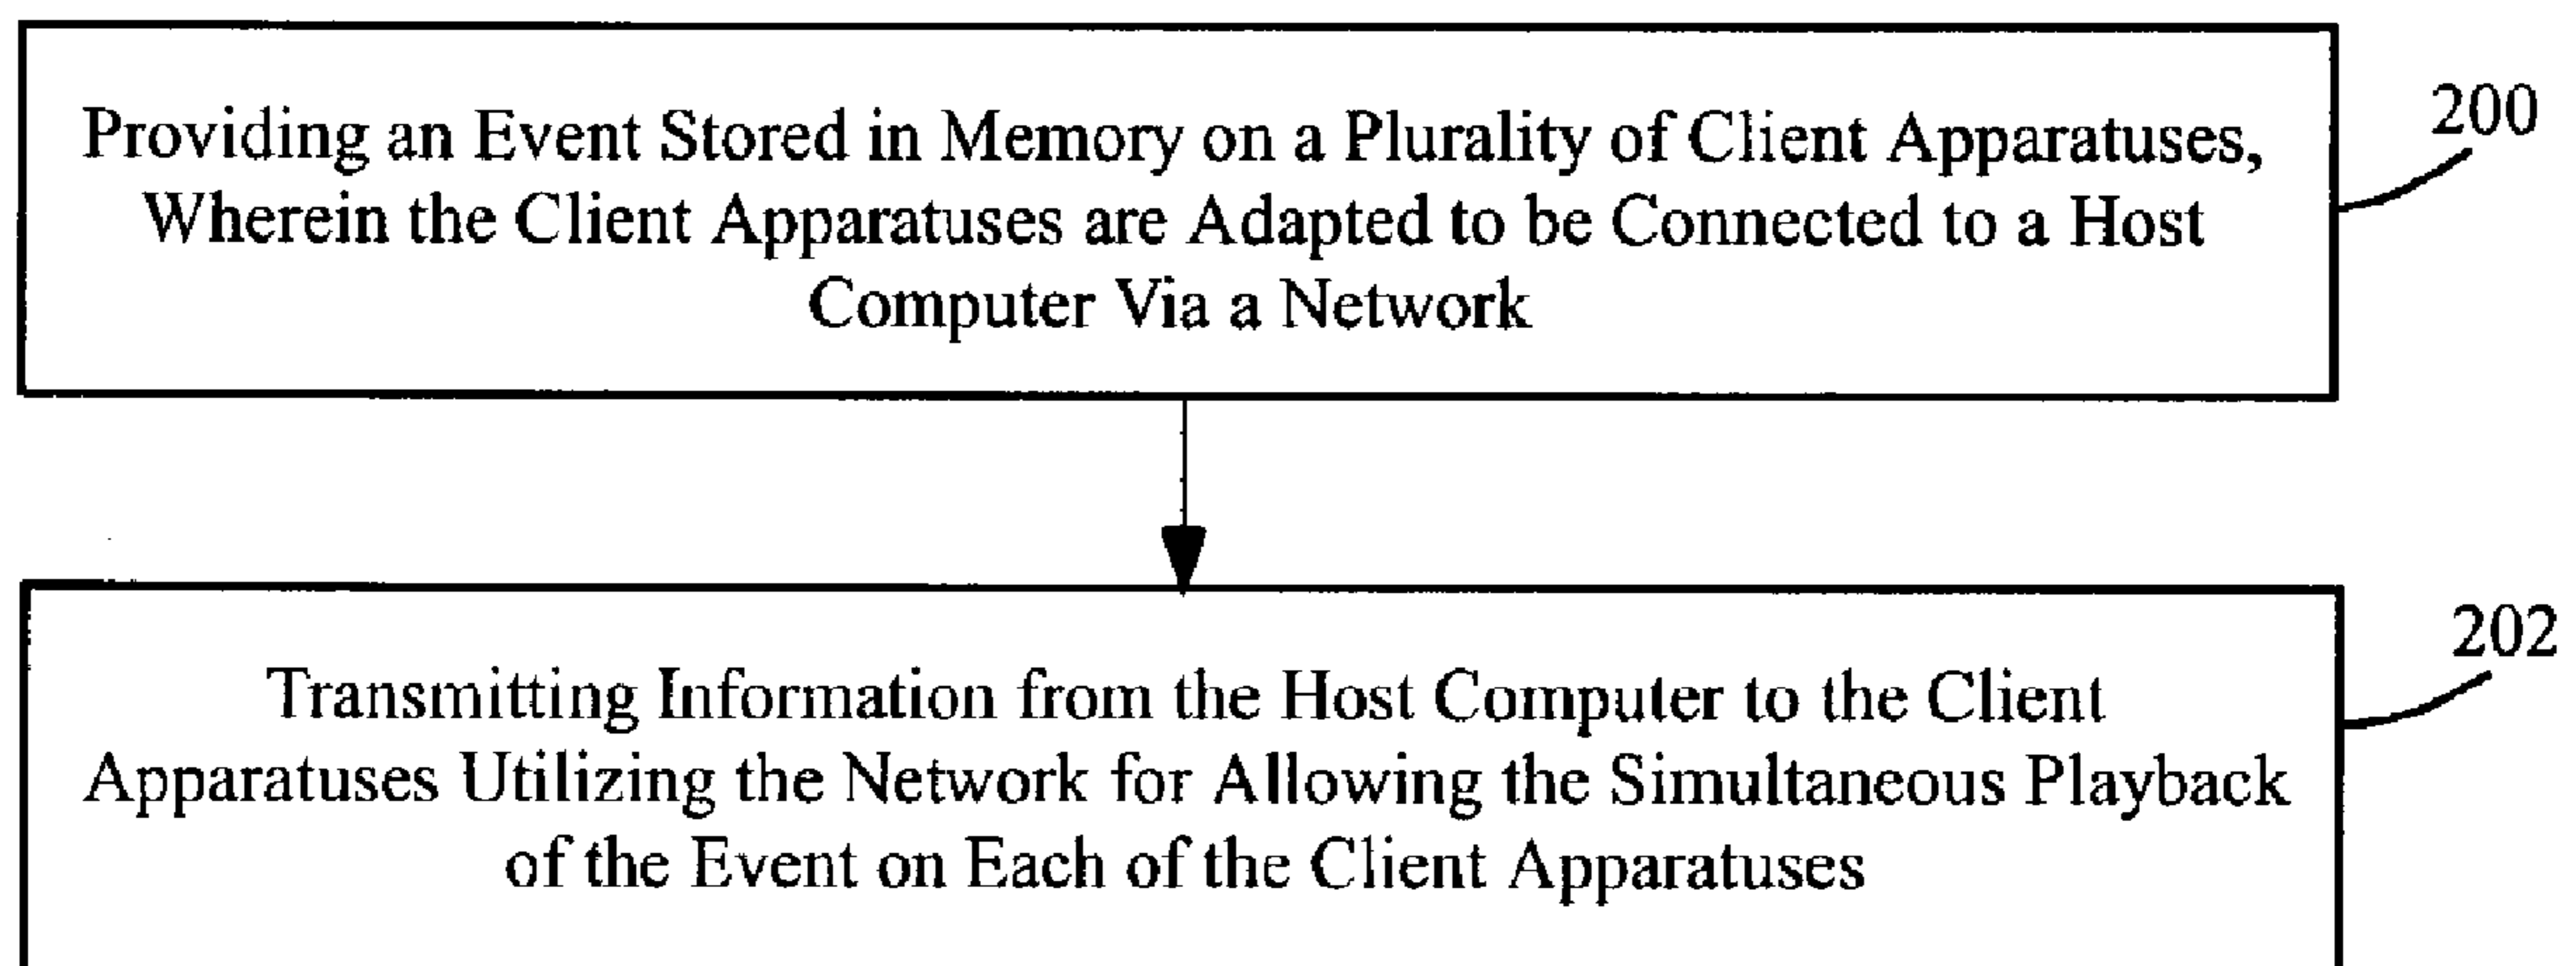 Providing an Event Stored in Memory on a Plurality of Client Apparatuses,
Wherein the Client Apparatuses are Adapted to be Connected to a Host
Computer Via a Network
200
Transmitting Information from the Host Computer to the Client
Apparatuses Utilizing the Network for Allowing the Simultaneous Playback
of the Event on Each of the Client Apparatuses
202